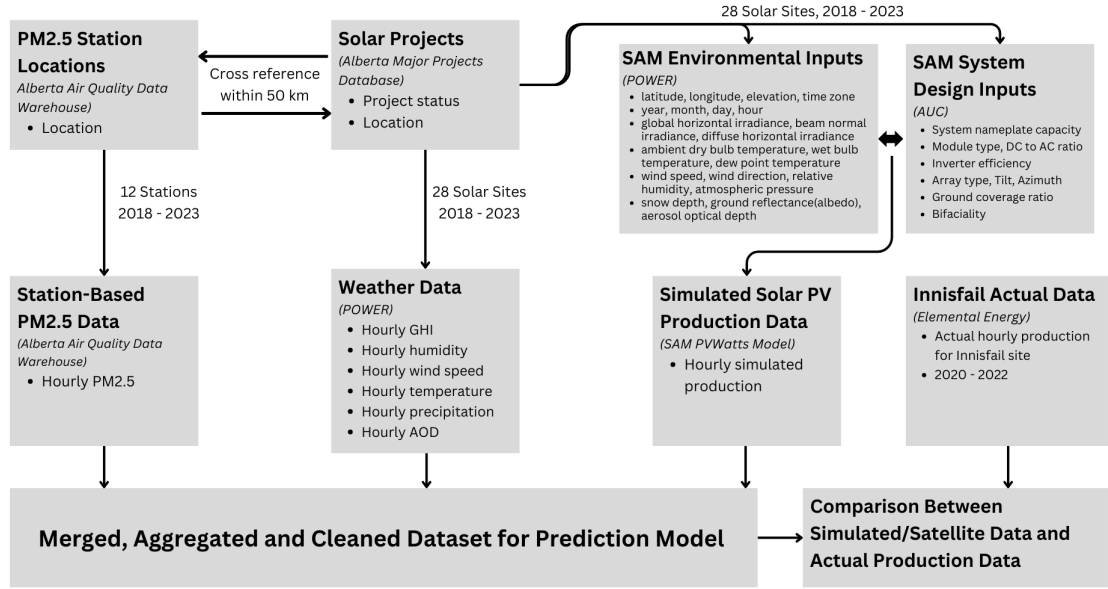 28 Solar Sites, 2018 - 2023
PM2.5 Station
Locations
Alberta Air Quality Data
Warehouse)
• Location
Cross reference
within 50 km
Solar Projects
(Alberta Major Projects
Database)
• Project status
• Location
SAM Environmental Inputs
(POWER)
• latitude, longitude, elevation, time zone
• year, month, day, hour
• global horizontal irradiance, beam normal
irradiance, diffuse horizontal irradiance
• ambient dry bulb temperature, wet bulb
temperature, dew point temperature
• wind speed, wind direction, relative
humidity, atmospheric pressure
• snow depth, ground reflectance(albedo),
aerosol optical depth
SAM System
Design Inputs
(AUC)
• System nameplate capacity
• Module type, DC to AC ratio
• Inverter efficiency
• Array type, Tilt, Azimuth
• Ground coverage ratio
• Bifaciality
12 Stations
2018 - 2023
28 Solar Sites
2018 - 2023
Station-Based
PM2.5 Data
(Alberta Air Quality Data
Warehouse)
• Hourly PM2.5
Weather Data
(POWER)
• Hourly GHI
• Hourly humidity
• Hourly wind speed
• Hourly temperature
• Hourly precipitation
• Hourly AOD
Simulated Solar PV
Production Data
(SAM PVWatts Model)
• Hourly simulated
production
Innisfail Actual Data
(Elemental Energy)
• Actual hourly production
for Innisfail site
• 2020 - 2022
Merged, Aggregated and Cleaned Dataset for Prediction Model
Comparison Between
Simulated/Satellite Data and
Actual Production Data